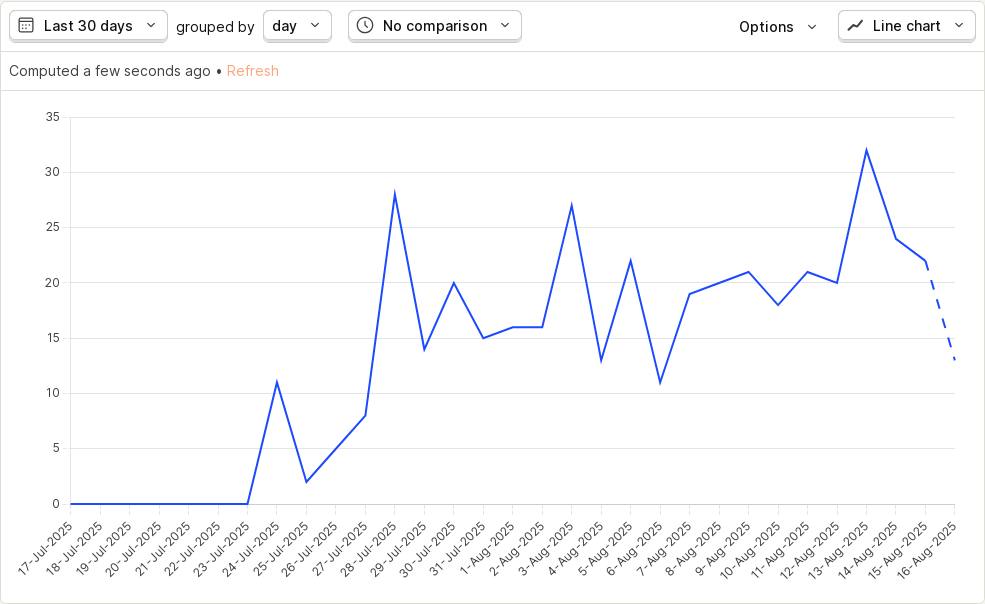 Last 30 days grouped by day No comparison Options Line chart
Computed a few seconds ago • Refresh
35
30
25
20
15
10
5
0
17-Jul-2025
18-Jul-2025
19-Jul-2025
20-Jul-2025
21-Jul-2025
22-Jul-2025
23-Jul-2025
24-Jul-2025
25-Jul-2025
26-Jul-2025
27-Jul-2025
28-Jul-2025
29-Jul-2025
30-Jul-2025
31-Jul-2025
1-Aug-2025
2-Aug-2025
3-Aug-2025
4-Aug-2025
5-Aug-2025
6-Aug-2025
7-Aug-2025
8-Aug-2025
9-Aug-2025
10-Aug-2025
11-Aug-2025
12-Aug-2025
13-Aug-2025
14-Aug-2025
15-Aug-2025
16-Aug-2025